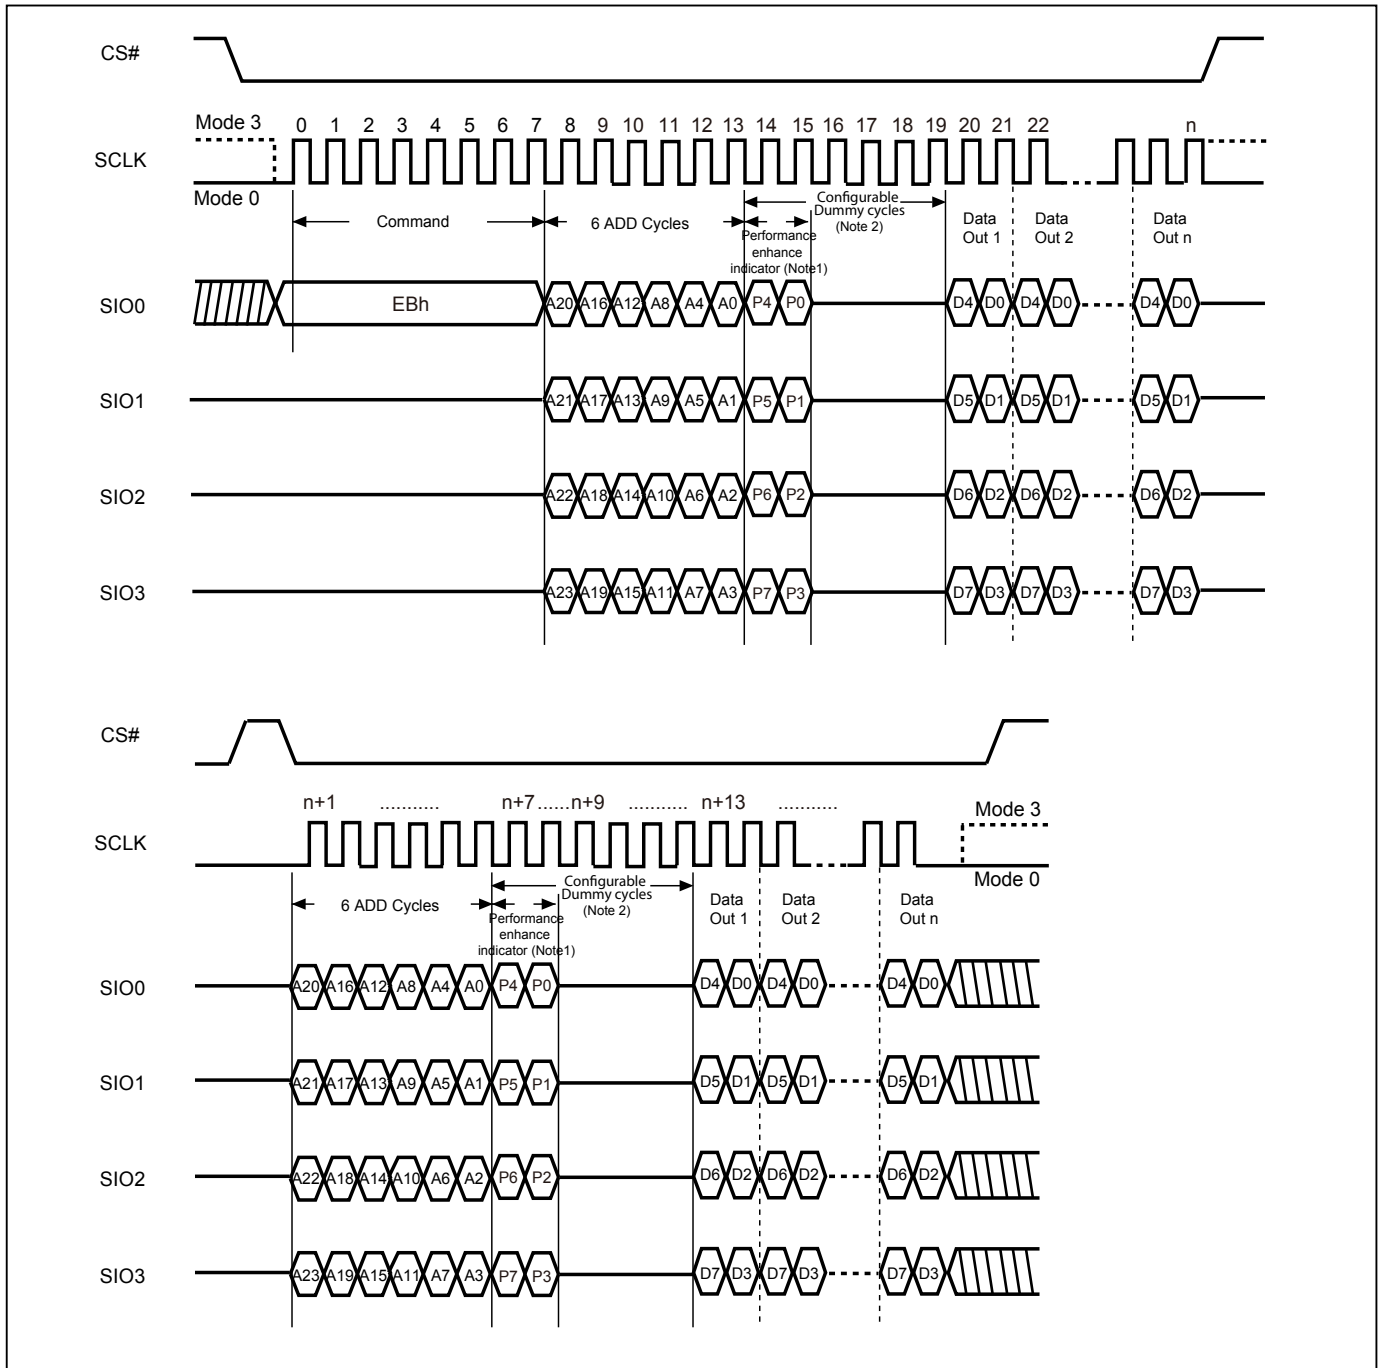 CS#
Mode 3
0 1 2 3 4 5 6 7 8 9 10 11 12 13 14 15 16 17 18 19 20 21 22 n
SCLK
Mode 0
Command
6 ADD Cycles
Configurable
Dummy cycles
(Note 2)
Performance
enhance
indicator (Note1)
Data
Out 1
Data
Out 2
Data
Out n
SIO0 EBh A20 A16 A12 A8 A4 A0 P4 P0 D4 D0 D4 D0 D4 D0
SIO1 A21 A17 A13 A9 A5 A1 P5 P1 D5 D1 D5 D1 D5 D1
SIO2 A22 A18 A14 A10 A6 A2 P6 P2 D6 D2 D6 D2 D6 D2
SIO3 A23 A19 A15 A11 A7 A3 P7 P3 D7 D3 D7 D3 D7 D3
CS#
n+1 ........... n+7......n+9 ........... n+13 ...........
Mode 3
SCLK
Mode 0
6 ADD Cycles
Configurable
Dummy cycles
(Note 2)
Performance
enhance
indicator (Note1)
Data
Out 1
Data
Out 2
Data
Out n
SIO0 A20 A16 A12 A8 A4 A0 P4 P0 D4 D0 D4 D0 D4 D0
SIO1 A21 A17 A13 A9 A5 A1 P5 P1 D5 D1 D5 D1 D5 D1
SIO2 A22 A18 A14 A10 A6 A2 P6 P2 D6 D2 D6 D2 D6 D2
SIO3 A23 A19 A15 A11 A7 A3 P7 P3 D7 D3 D7 D3 D7 D3